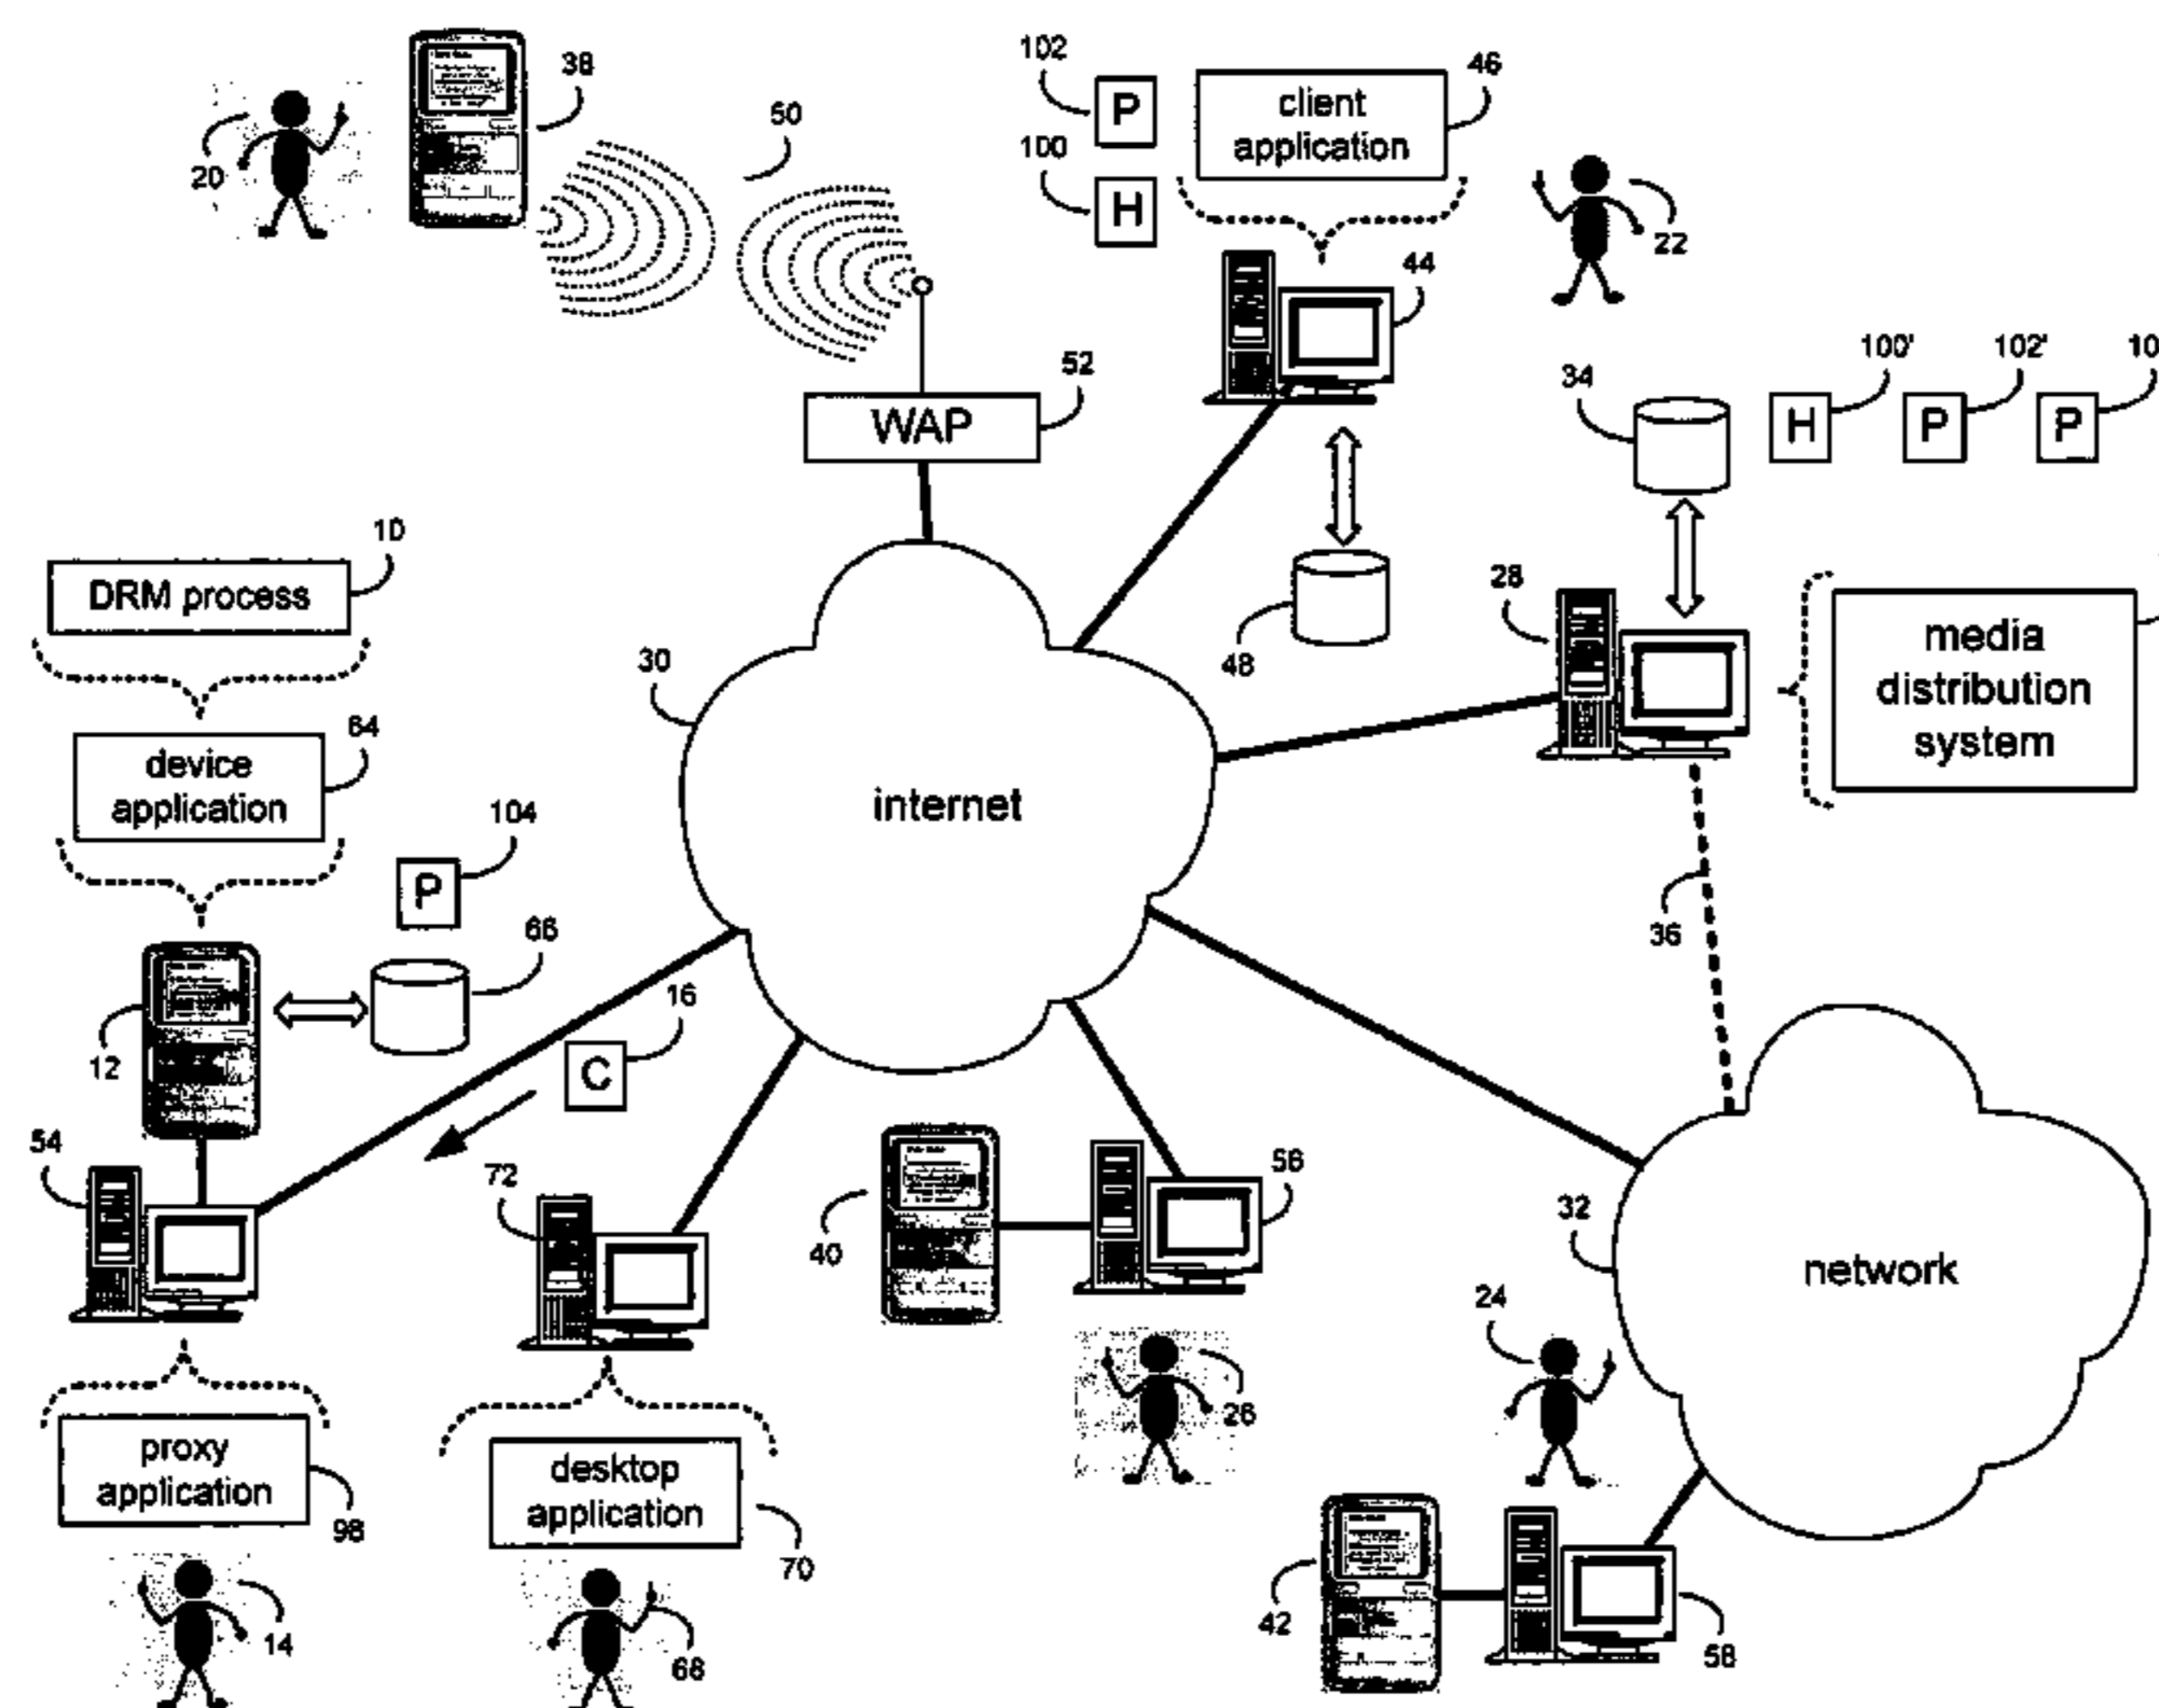 102
46
38
P
client
application
50
100
20
H
22
44
100'
102'
10
34
52
H
P
P
WAP
10
DRM process
28
30
48
media
distribution
system
64
device
application
internet
104
P
66
36
16
12
C
54
72
56
32
40
network
24
26
proxy
application
desktop
application
98
70
42
14
68
58